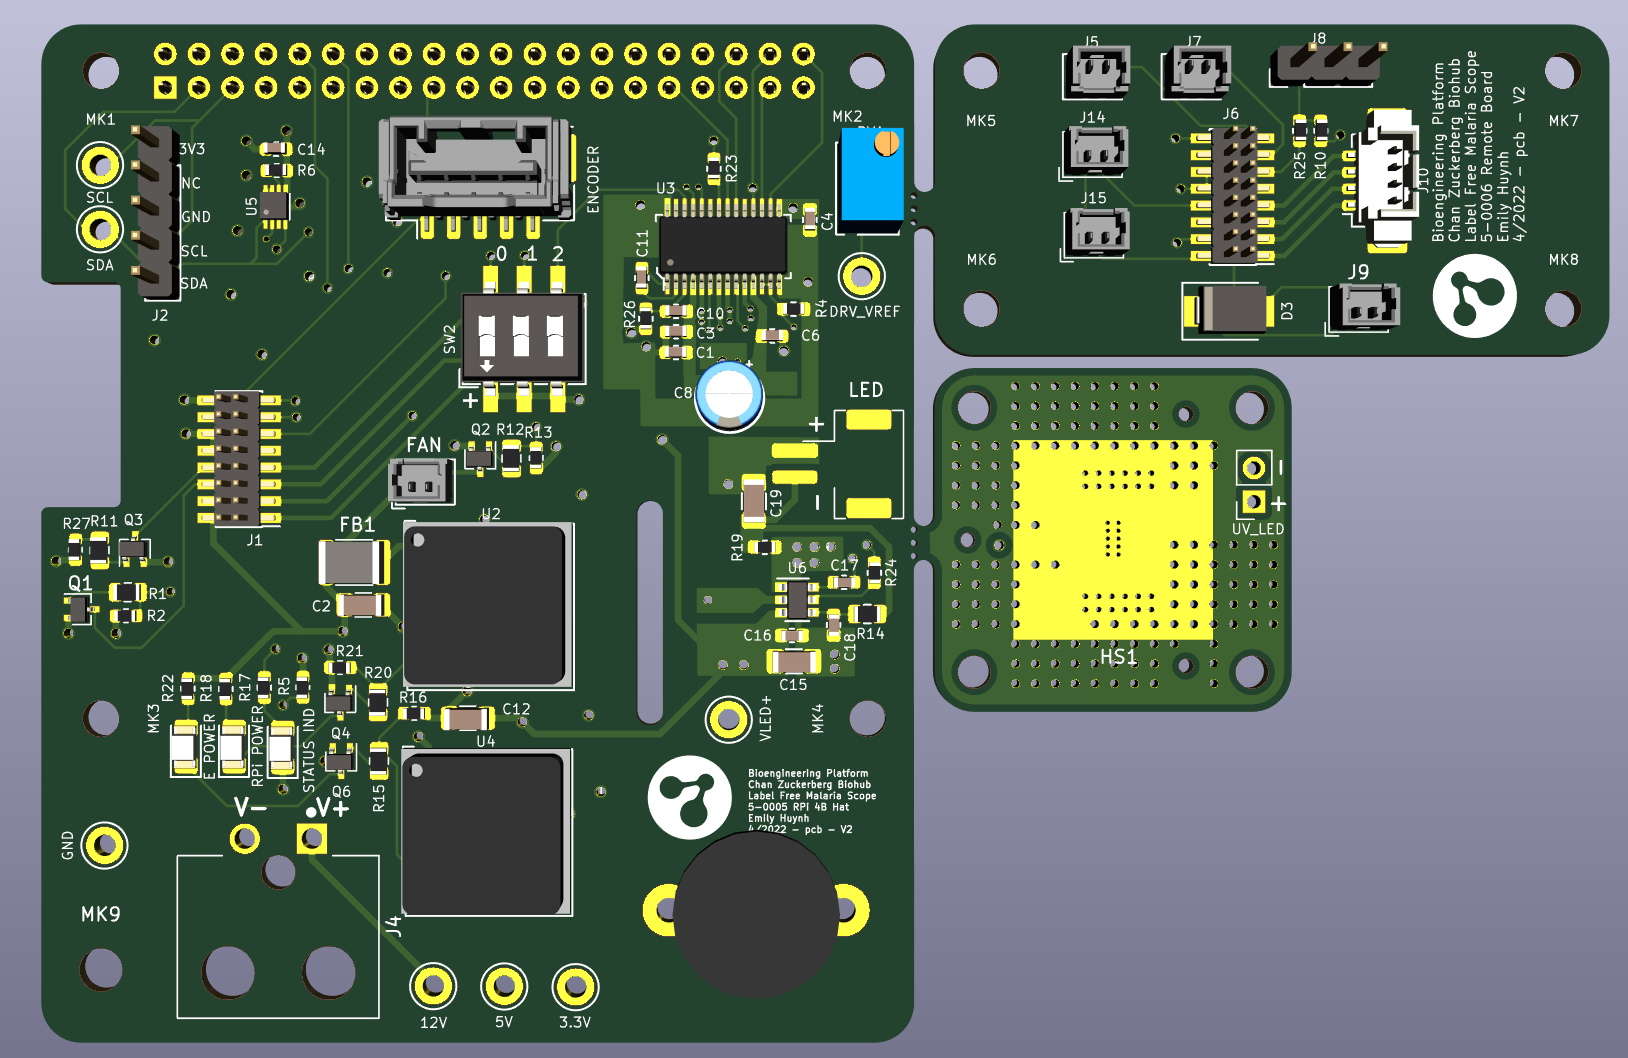 MK1
3V3
NC
GND
SCL
SDA
SCL
SDA
J2
C14
R6
U5
ENCODER
R23
U3
MK2
C4
C11
R26
C10
C3
C1
R4
C6
DRV_VREF
C8
+
0 1 2
SW2
+
LED
+
-
C19
FAN
Q2
R12
R13
J1
R27
R11
Q3
Q1
R1
R2
FB1
C2
U2
R19
U6
C17
R24
C16
C18
R14
C15
R22
R18
R17
R5
R21
R20
R16
C12
U4
MK3
E POWER
RPi POWER
STATUS IND
Q4
Q6
R15
VLED+
MK4
V-
V+
GND
MK9
J4
12V
5V
3.3V
Bioengineering Platform
Chan Zuckerberg Biohub
Label Free Malaria Scope
5-0005 RPi 4B Hat
Emily Huynh
4/2022 - pcb - V2
J5
J7
J8
MK5
J14
J6
R25
R10
J10
MK7
J15
MK6
J9
D3
MK8
Bioengineering Platform
Chan Zuckerberg Biohub
Label Free Malaria Scope
5-0006 Remote Board
Emily Huynh
4/2022 - pcb - V2
-
+
UV_LED
HS1